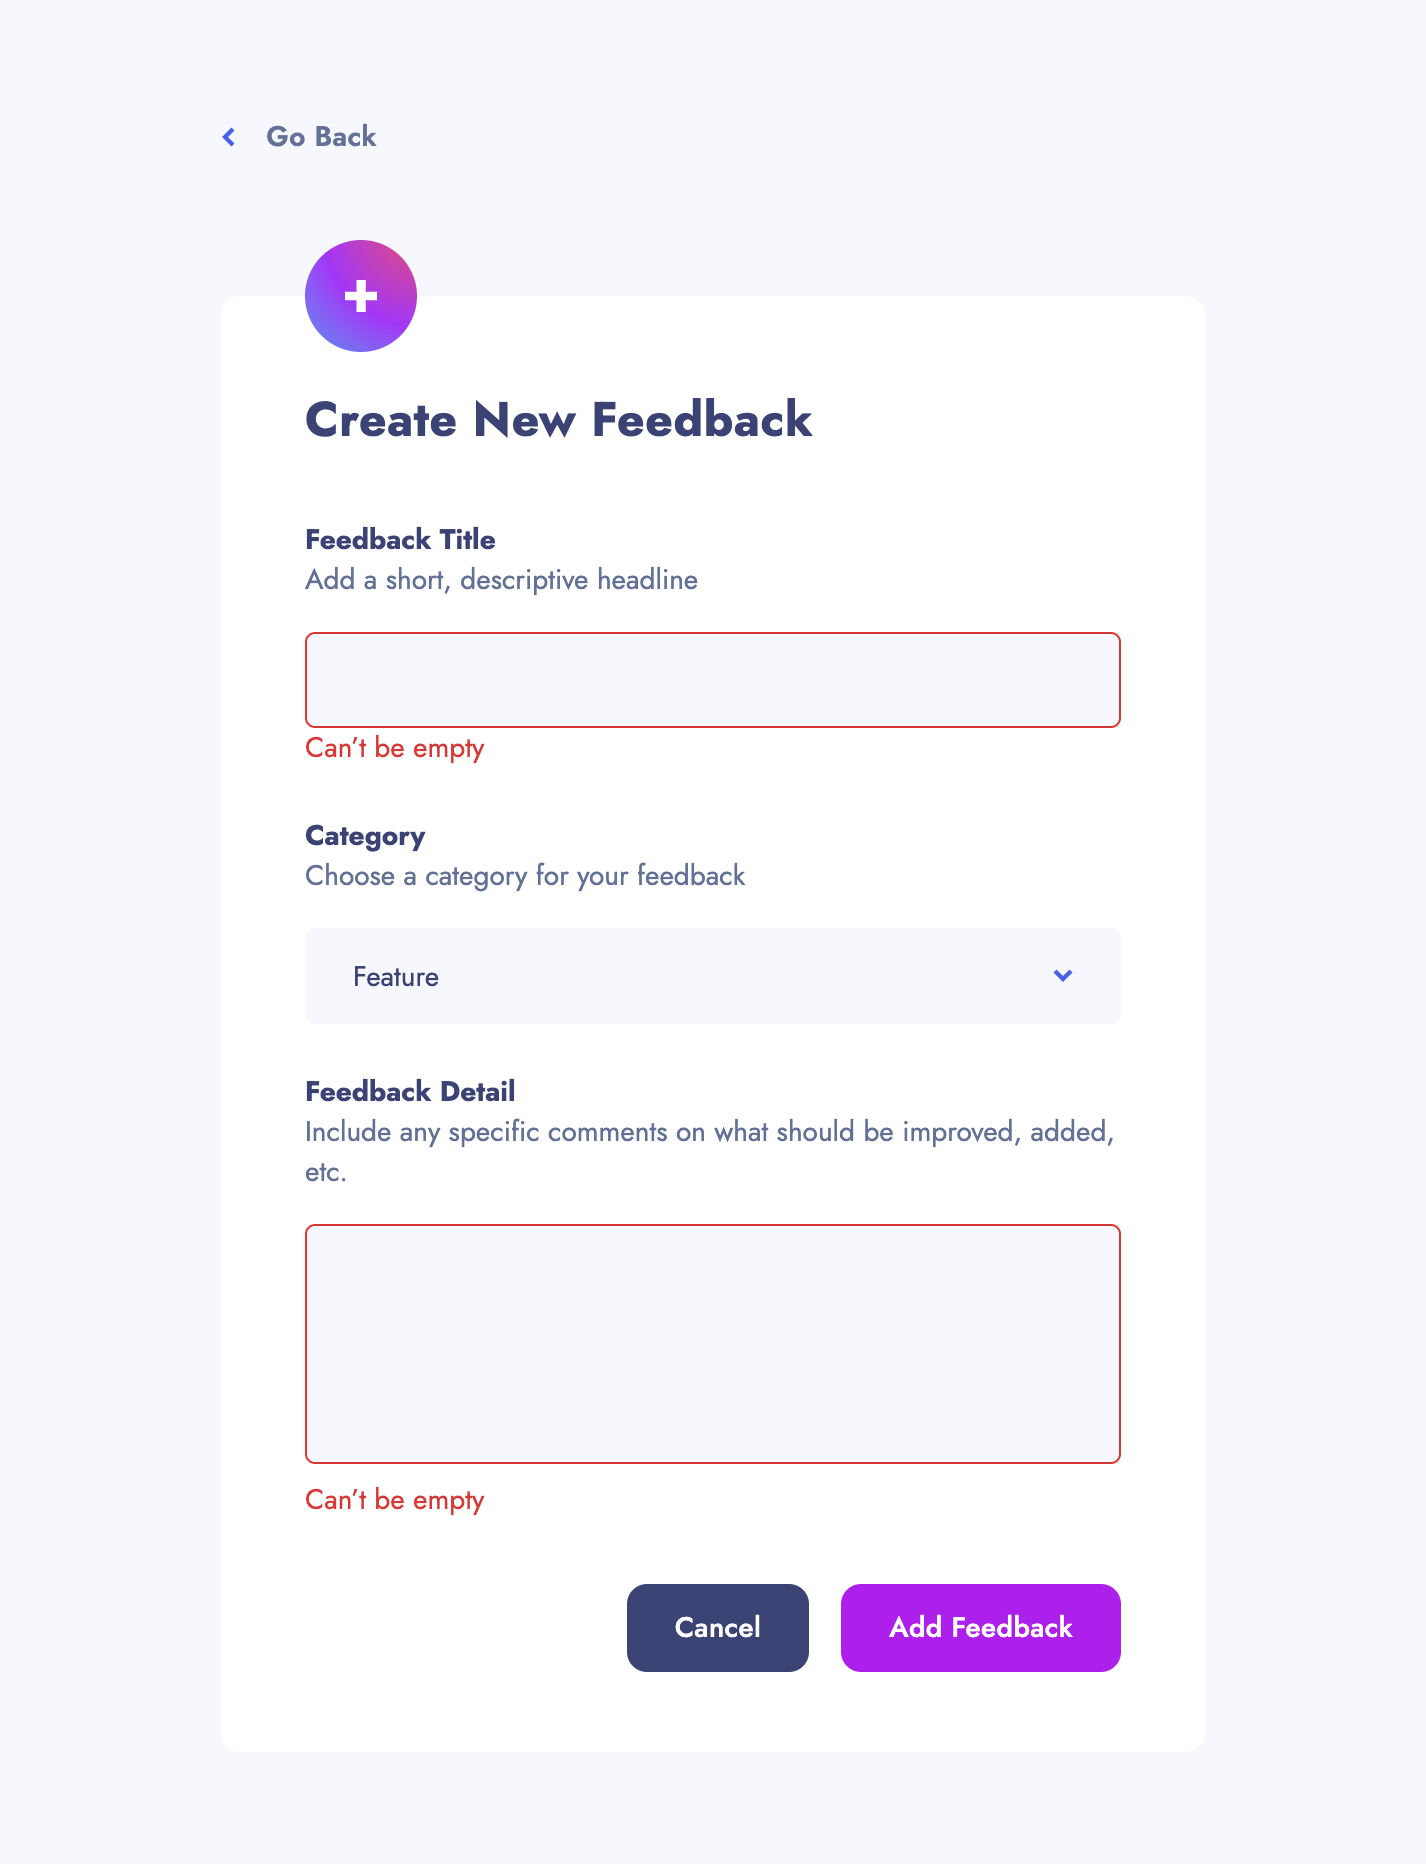 Go Back
Create New Feedback
Feedback Title
Add a short, descriptive headline
Can’t be empty
Category
Choose a category for your feedback
Feature
Feedback Detail
Include any specific comments on what should be improved, added,
etc.
Can’t be empty
Cancel
Add Feedback